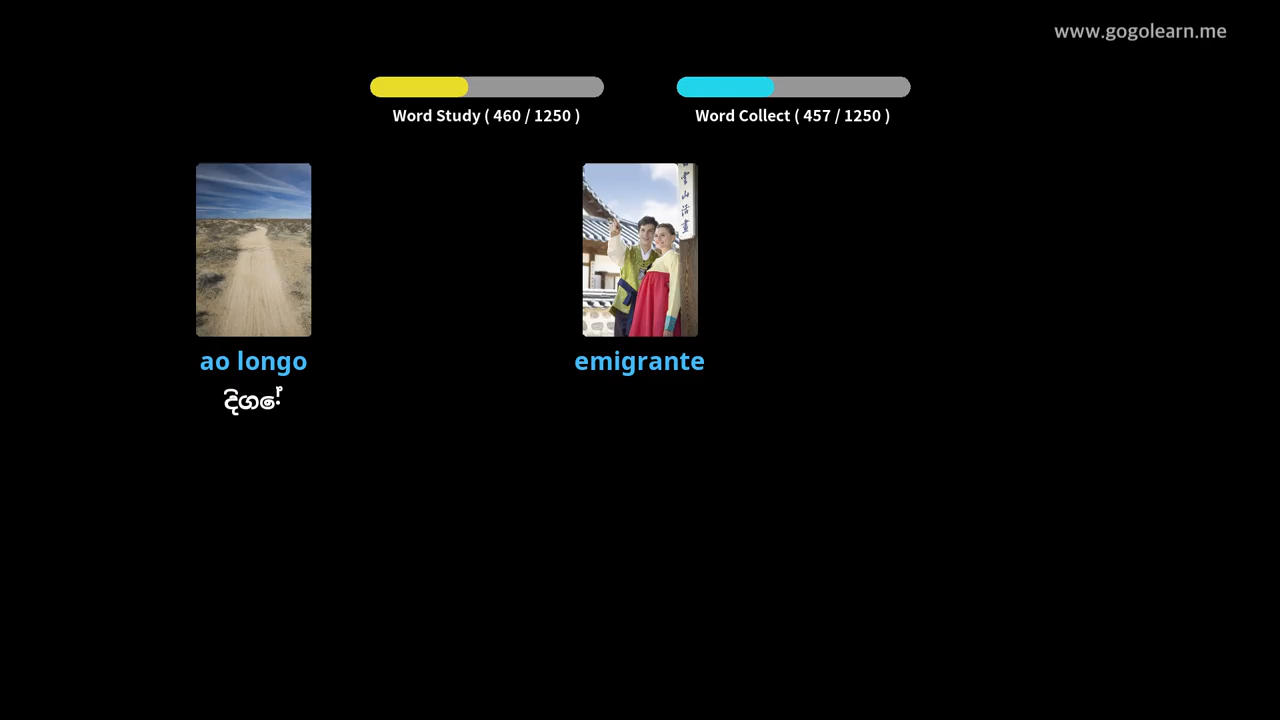 www.gogolearn.me
Word Study ( 460 / 1250 )
Word Collect ( 457 / 1250 )
ao longo
emigrante
දිගේ